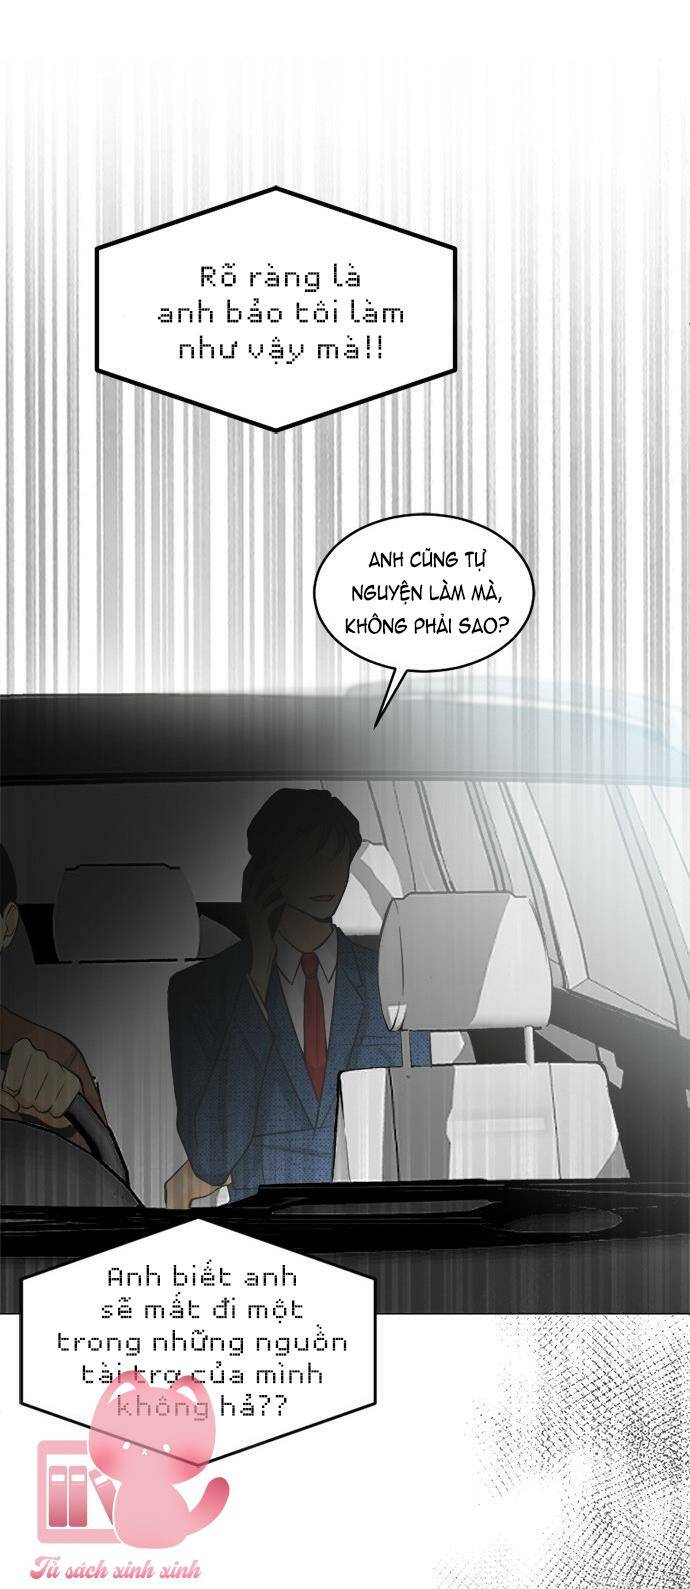 Rõ ràng là
anh bảo tôi làm
như vậy mà!!
ANH CŨNG TỰ
NGUYỆN LÀM MÀ,
KHÔNG PHẢI SAO?
Anh biết anh
sẽ mất đi một
trong những nguồn
tài trợ của mình
không hả??
Tủ sách xinh xinh